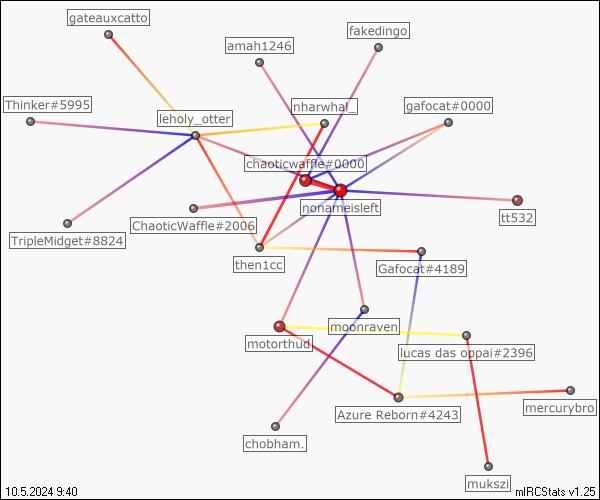 gateauxcatto
fakedingo
amah1246
Thinker#5995
nharwhal_
gafocat#0000
leholy_otter
chaoticwaffle#0000
nonameisleft
tt532
ChaoticWaffle#2006
TripleMidget#8824
then1cc
Gafocat#4189
moonraven
motorthud
lucas das oppai#2396
mercurybro
Azure Reborn#4243
chobham.
mukszi
10.5.2024 9:40
mIRCStats v1.25